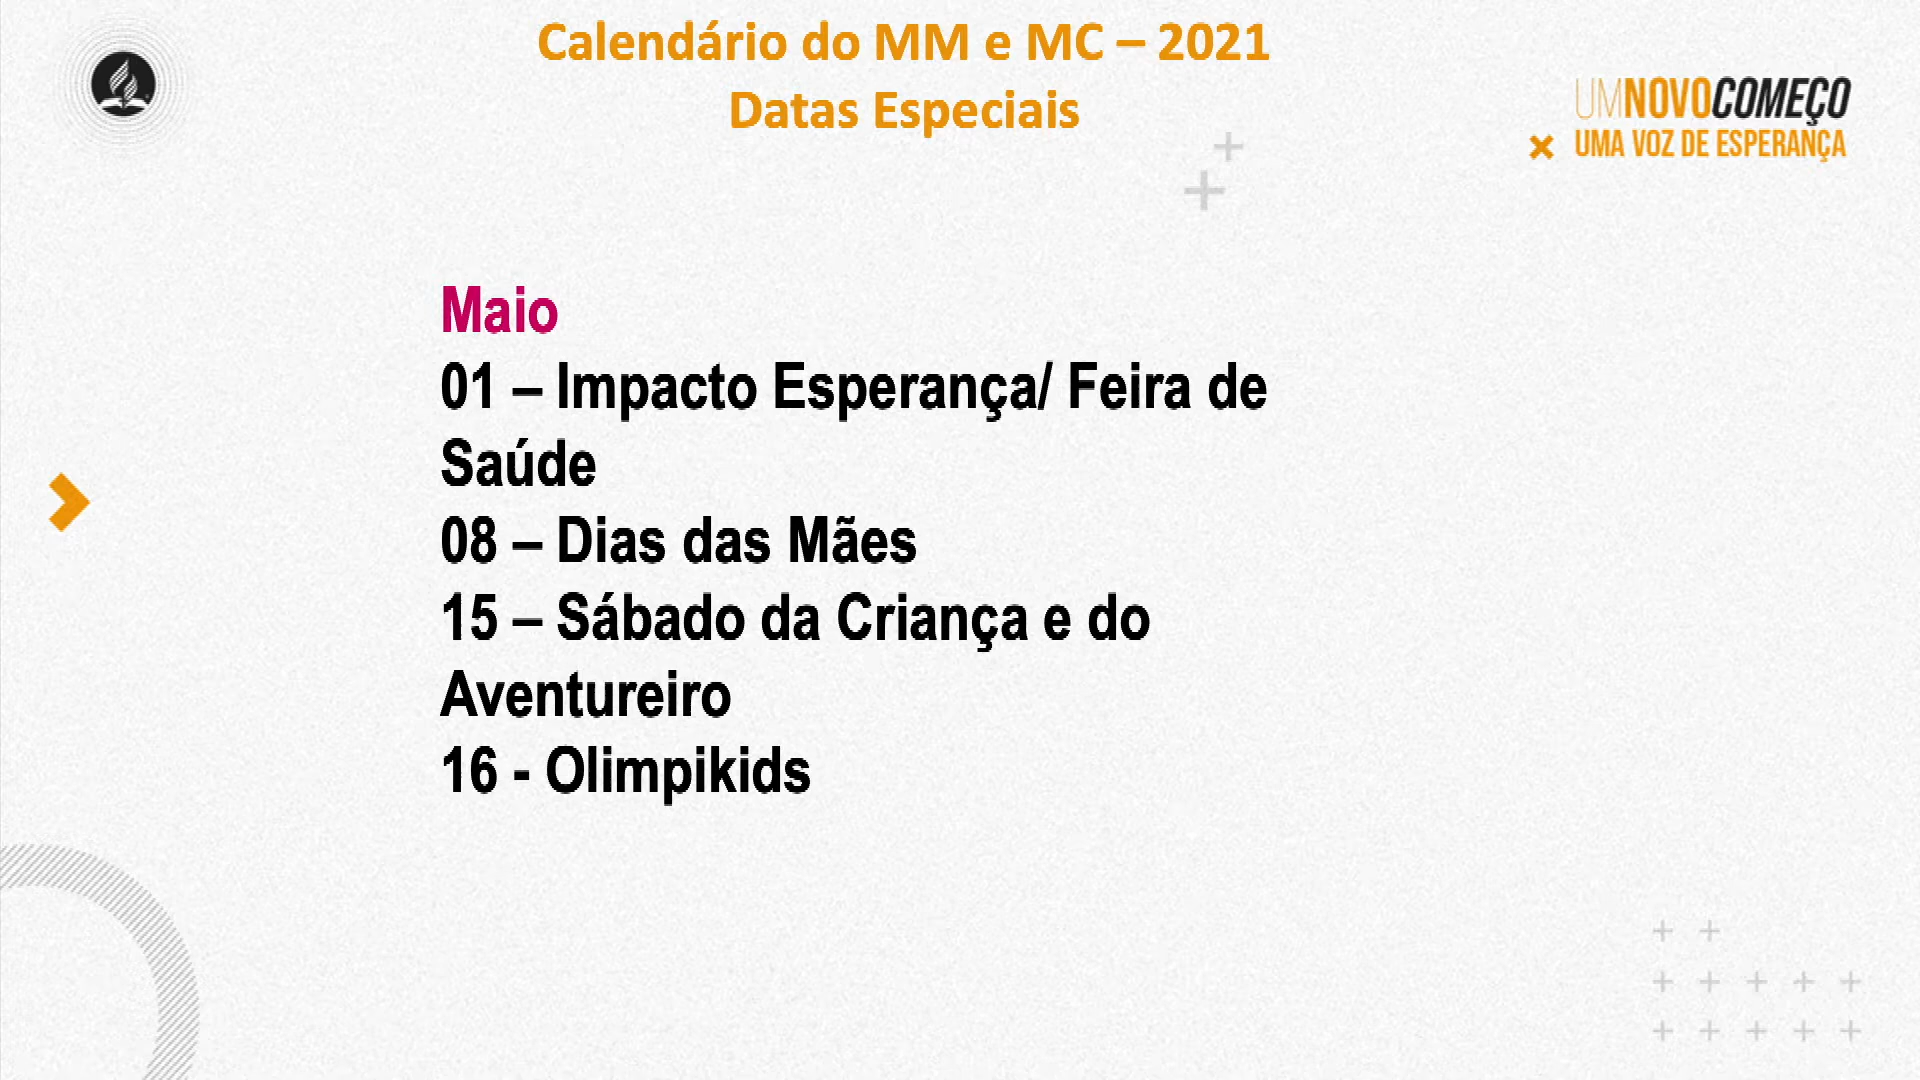 Calendário do MM e MC – 2021
Datas Especiais
UMNOVOCOMEÇO
UMA VOZ DE ESPERANÇA
Maio
01 – Impacto Esperança/ Feira de
Saúde
08 – Dias das Mães
15 – Sábado da Criança e do
Aventureiro
16 - Olimpikids